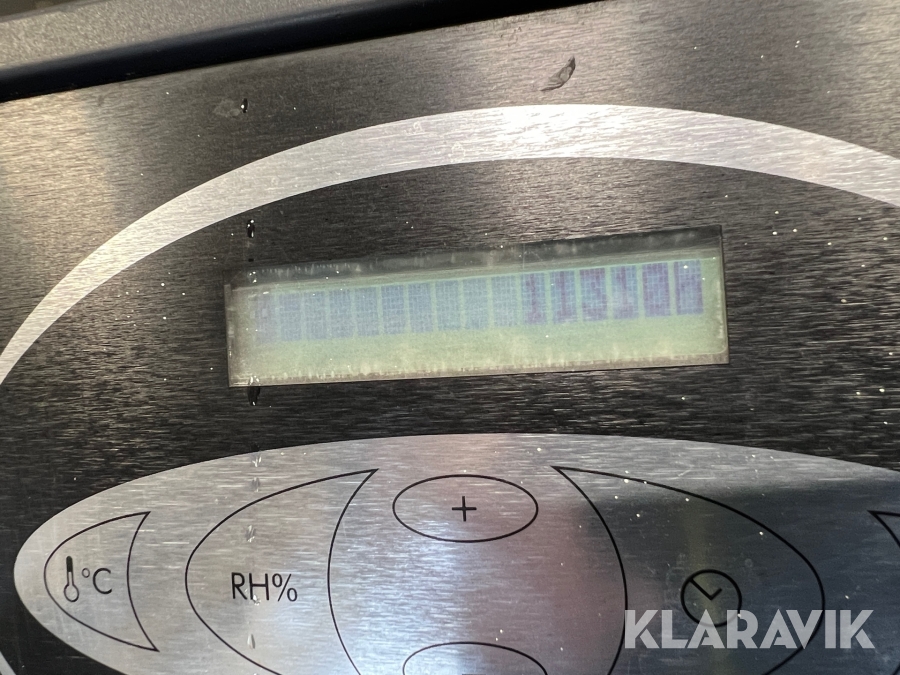 +
°C
RH%
KLARAVIK